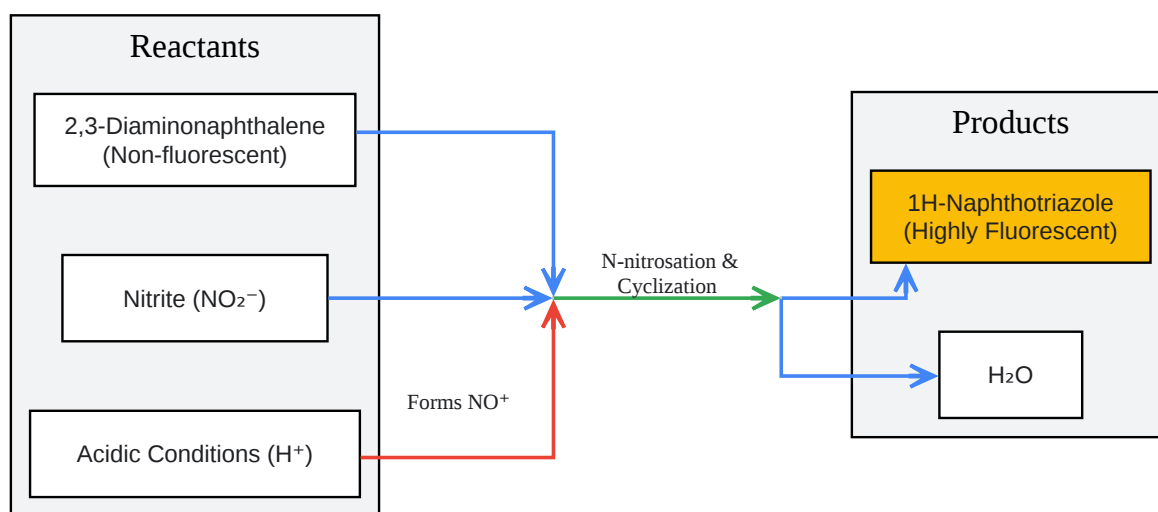 Reactants
2,3-Diaminonaphthalene
(Non-fluorescent)
Nitrite (NO₂⁻)
Acidic Conditions (H⁺)
Forms NO⁺
N-nitrosation &
Cyclization
Products
1H-Naphthotriazole
(Highly Fluorescent)
H₂O